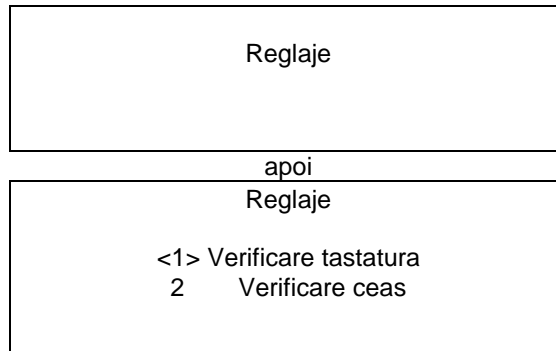 Reglaje
apoi
Reglaje
<1> Verificare tastatura
2 Verificare ceas